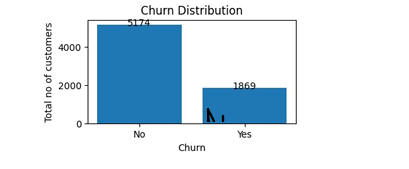 Churn Distribution
5174
1869
4000
2000
0
Total no of customers
No
Yes
Churn